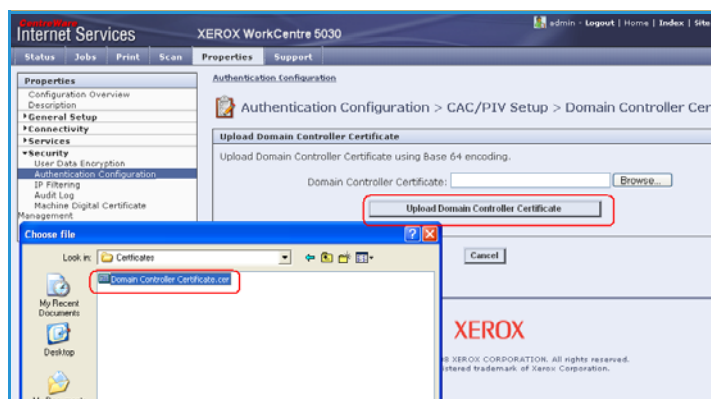 CentreWare
Internet Services
XEROX WorkCentre 5030
admin - Logout | Home | Index | Site
Status Jobs Print Scan Properties Support
Properties
Configuration Overview
Description
General Setup
Connectivity
Services
Security
User Data Encryption
Authentication Configuration
IP Filtering
Audit Log
Machine Digital Certificate
Management
Authentication Configuration
Authentication Configuration > CAC/PIV Setup > Domain Controller Cer
Upload Domain Controller Certificate
Upload Domain Controller Certificate using Base 64 encoding.
Domain Controller Certificate:
Browse...
Upload Domain Controller Certificate
Cancel
Choose file
Look in: Certificates
Domain Controller Certificate.cer
My Recent
Documents
Desktop
XEROX
XEROX CORPORATION. All rights reserved.
trademark of Xerox Corporation.